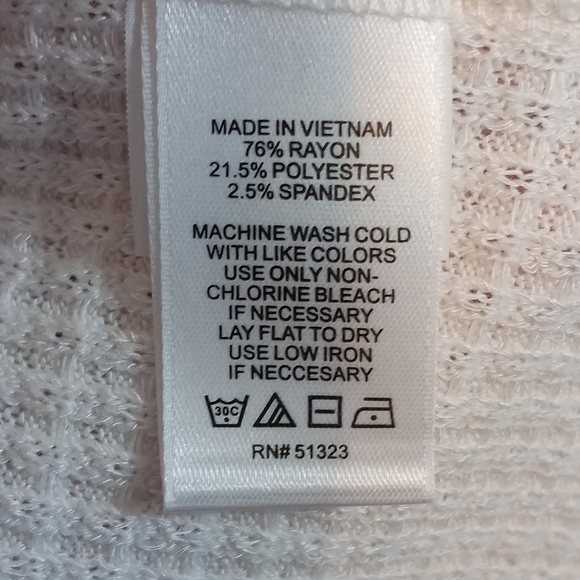 MADE IN VIETNAM
76% RAYON
21.5% POLYESTER
2.5% SPANDEX
MACHINE WASH COLD
WITH LIKE COLORS
USE ONLY NON-
CHLORINE BLEACH
IF NECESSARY
LAY FLAT TO DRY
USE LOW IRON
IF NECCESARY
30C
RN# 51323